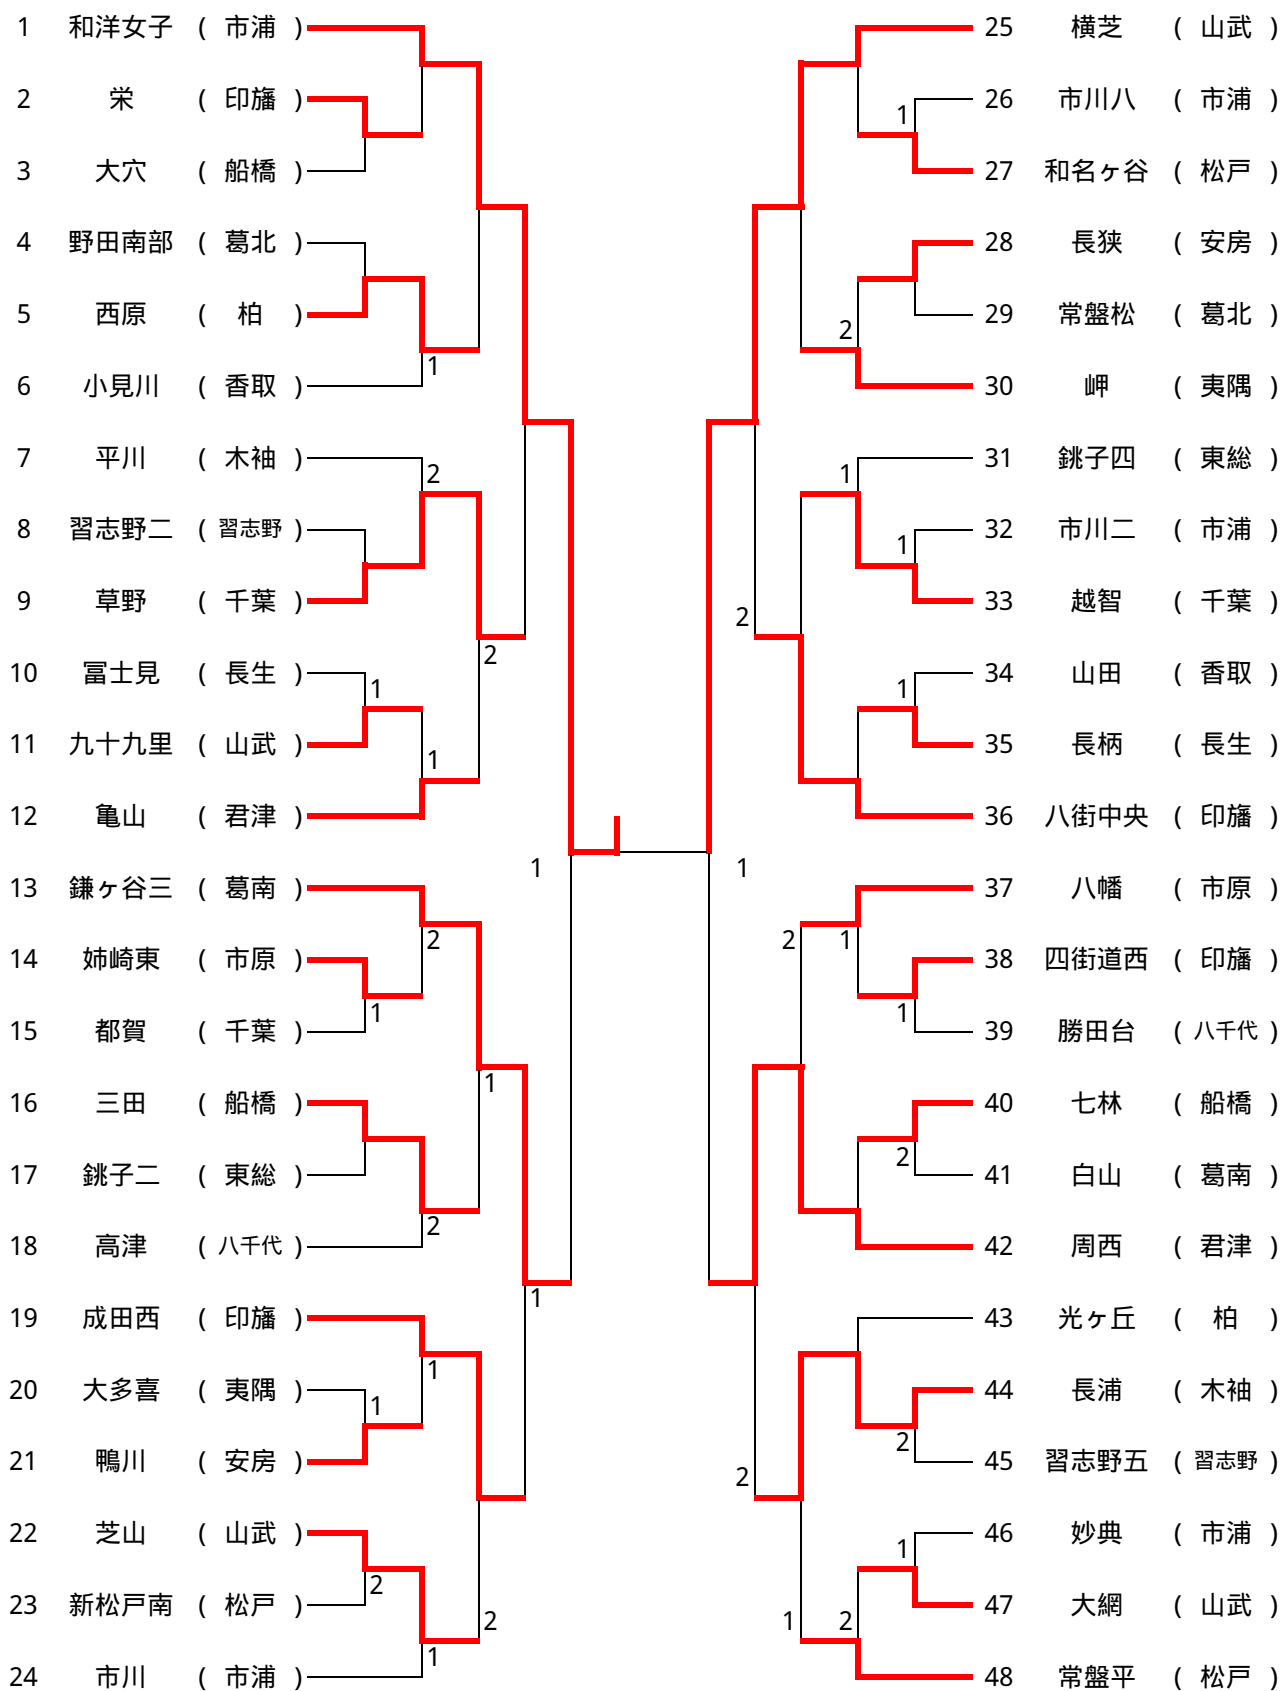 1 和洋女子 ( 市浦 )
2 栄 ( 印旛 )
3 大穴 ( 船橋 )
4 野田南部 ( 葛北 )
5 西原 ( 柏 )
1
6 小見川 ( 香取 )
7 平川 ( 木袖 )
2
8 習志野二 ( 習志野 )
9 草野 ( 千葉 )
2
10 冨士見 ( 長生 )
1
11 九十九里 ( 山武 )
1
12 亀山 ( 君津 )
1
13 鎌ヶ谷三 ( 葛南 )
2
14 姉崎東 ( 市原 )
1
15 都賀 ( 千葉 )
1
16 三田 ( 船橋 )
17 銚子二 ( 東総 )
2
18 高津 ( 八千代 )
1
19 成田西 ( 印旛 )
1
20 大多喜 ( 夷隅 )
1
21 鴨川 ( 安房 )
22 芝山 ( 山武 )
2
23 新松戸南 ( 松戸 )
2
1
24 市川 ( 市浦 )
25 横芝 ( 山武 )
26 市川八 ( 市浦 )
1
27 和名ヶ谷 ( 松戸 )
28 長狭 ( 安房 )
29 常盤松 ( 葛北 )
2
30 岬 ( 夷隅 )
31 銚子四 ( 東総 )
1
32 市川二 ( 市浦 )
1
33 越智 ( 千葉 )
2
34 山田 ( 香取 )
1
35 長柄 ( 長生 )
36 八街中央 ( 印旛 )
1
37 八幡 ( 市原 )
2
1
38 四街道西 ( 印旛 )
1
39 勝田台 ( 八千代 )
40 七林 ( 船橋 )
2
41 白山 ( 葛南 )
42 周西 ( 君津 )
43 光ヶ丘 ( 柏 )
44 長浦 ( 木袖 )
2
45 習志野五 ( 習志野 )
2
46 妙典 ( 市浦 )
1
47 大網 ( 山武 )
1
2
48 常盤平 ( 松戸 )